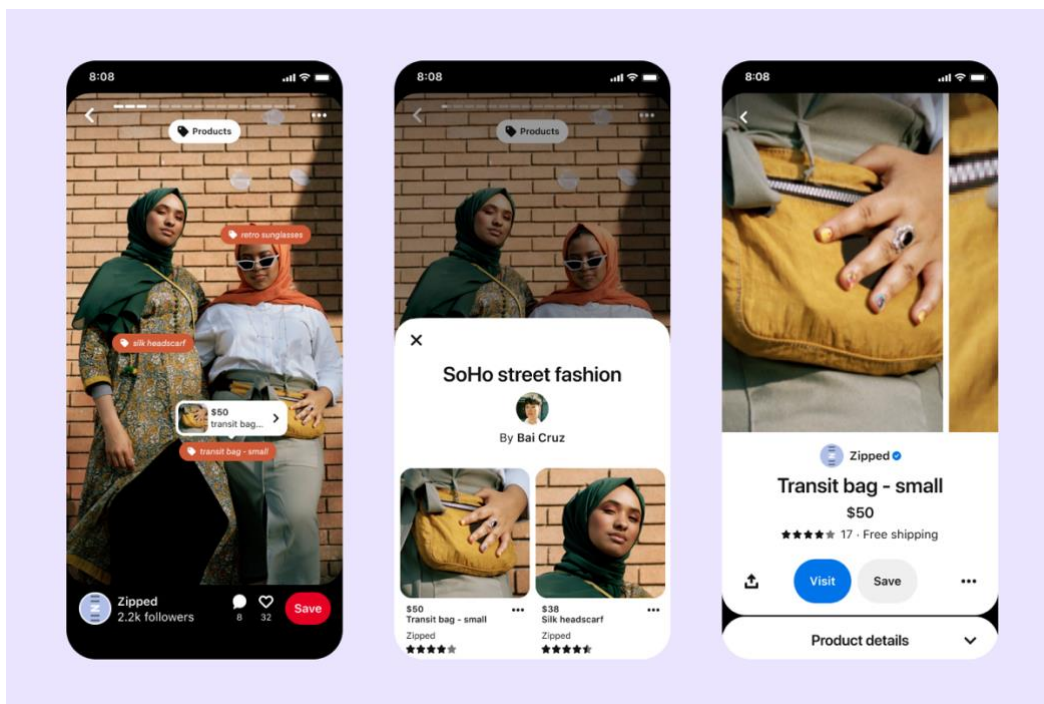 8:08
Products
retro sunglasses
silk headscarf
$50
transit bag...
transit bag - small
Zipped
2.2k followers
8
32
Save
8:08
Products
SoHo street fashion
By Bai Cruz
$50
Transit bag - small
Zipped
$38
Silk headscarf
Zipped
8:08
Zipped
Transit bag - small
$50
17 · Free shipping
Visit
Save
Product details